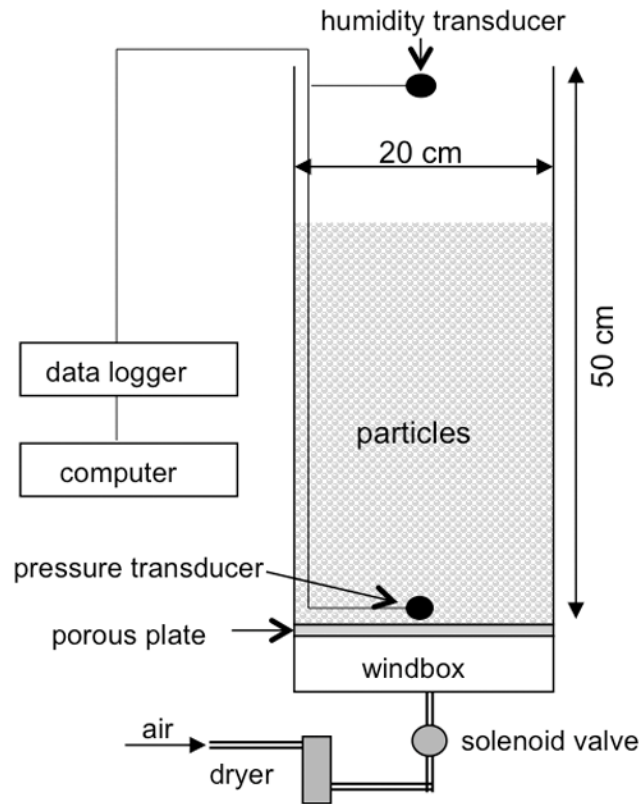 humidity transducer
20 cm
50 cm
data logger
particles
computer
pressure transducer
porous plate
windbox
air
solenoid valve
dryer